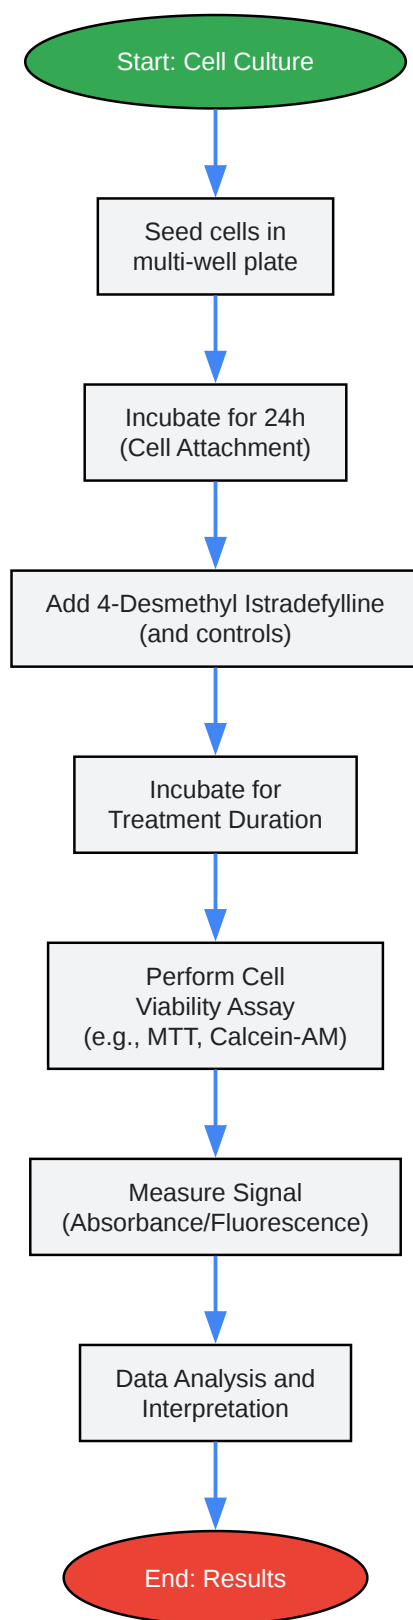 Start: Cell Culture
Seed cells in
multi-well plate
Incubate for 24h
(Cell Attachment)
Add 4-Desmethyl Istradefylline
(and controls)
Incubate for
Treatment Duration
Perform Cell
Viability Assay
(e.g., MTT, Calcein-AM)
Measure Signal
(Absorbance/Fluorescence)
Data Analysis and
Interpretation
End: Results